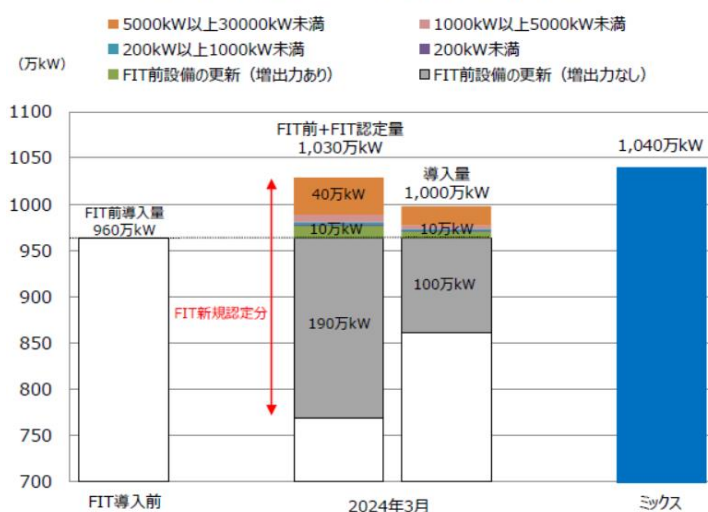 5000kW以上30000kW未満
1000kW以上5000kW未満
200kW以上1000kW未満
200kW未満
FIT前設備の更新（増出力あり）
FIT前設備の更新（増出力なし）
（万kW）
1100
1050
1000
950
900
850
800
750
700
FIT前導入量
960万kW
FIT新規認定分
FIT前+FIT認定量
1,030万kW
40万kW
10万kW
190万kW
導入量
1,000万kW
10万kW
100万kW
1,040万kW
FIT導入前
2024年3月
ミックス